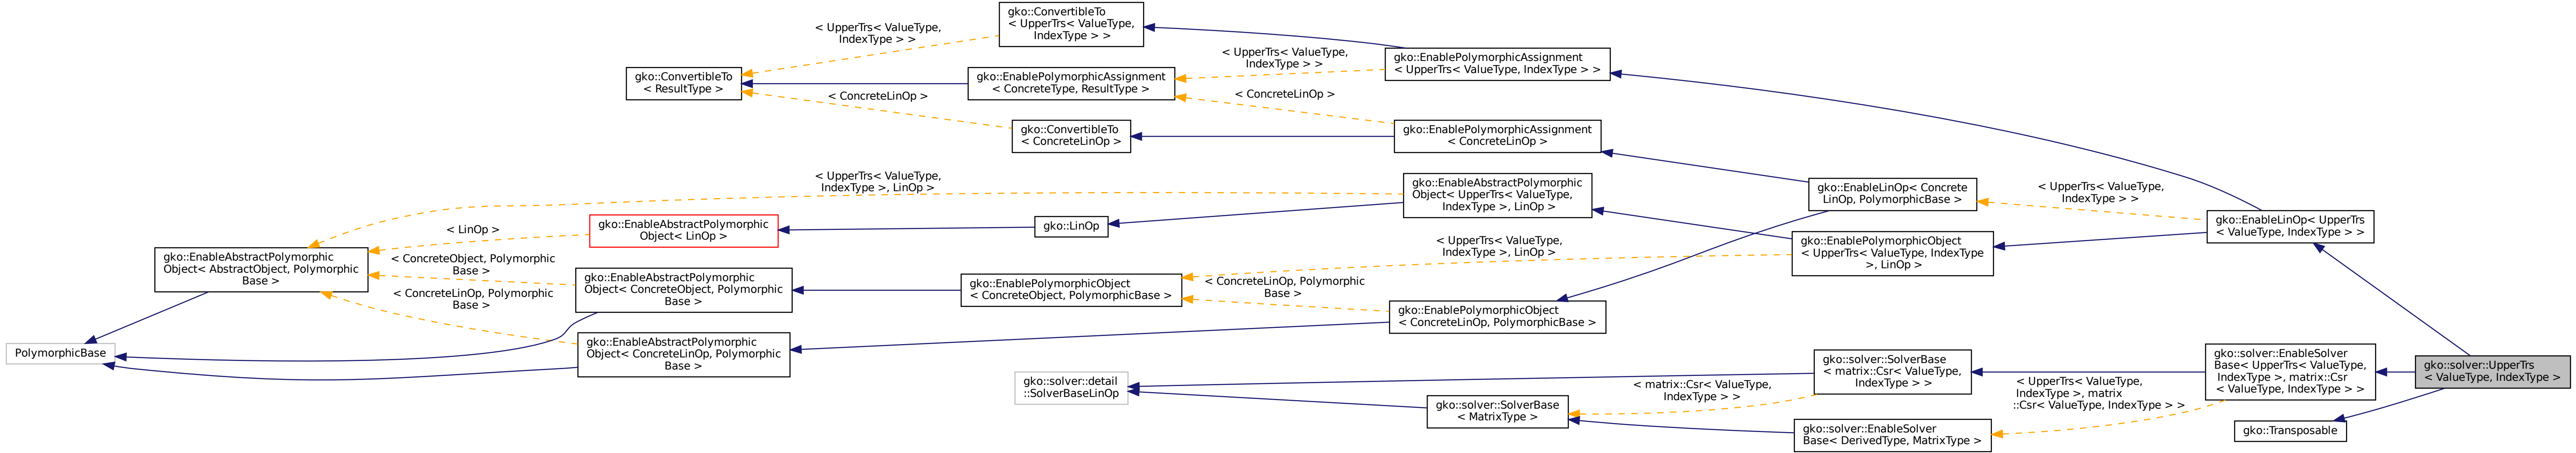 gko::ConvertibleTo
< UpperTrs< ValueType,
IndexType > >
< UpperTrs< ValueType,
IndexType > >
gko::ConvertibleTo
< ResultType >
gko::EnablePolymorphicAssignment
< ConcreteType, ResultType >
< UpperTrs< ValueType,
IndexType > >
gko::EnablePolymorphicAssignment
< UpperTrs< ValueType, IndexType > >
< ConcreteLinOp >
< ConcreteLinOp >
gko::ConvertibleTo
< ConcreteLinOp >
gko::EnablePolymorphicAssignment
< ConcreteLinOp >
< UpperTrs< ValueType,
IndexType >, LinOp >
gko::EnableAbstractPolymorphic
Object< UpperTrs< ValueType,
IndexType >, LinOp >
gko::EnableLinOp< Concrete
LinOp, PolymorphicBase >
< UpperTrs< ValueType,
IndexType > >
gko::EnableLinOp< UpperTrs
< ValueType, IndexType > >
< LinOp >
gko::EnableAbstractPolymorphic
Object< LinOp >
gko::LinOp
gko::EnablePolymorphicObject
< UpperTrs< ValueType, IndexType
>, LinOp >
< UpperTrs< ValueType,
IndexType >, LinOp >
gko::EnableAbstractPolymorphic
Object< AbstractObject, Polymorphic
Base >
< ConcreteObject, Polymorphic
Base >
gko::EnableAbstractPolymorphic
Object< ConcreteObject, Polymorphic
Base >
gko::EnablePolymorphicObject
< ConcreteObject, PolymorphicBase >
< ConcreteLinOp, Polymorphic
Base >
gko::EnablePolymorphicObject
< ConcreteLinOp, PolymorphicBase >
< ConcreteLinOp, Polymorphic
Base >
gko::EnableAbstractPolymorphic
Object< ConcreteLinOp, Polymorphic
Base >
PolymorphicBase
gko::solver::detail
::SolverBaseLinOp
gko::solver::SolverBase
< matrix::Csr< ValueType,
IndexType > >
gko::solver::EnableSolver
Base< UpperTrs< ValueType,
IndexType >, matrix::Csr
< ValueType, IndexType > >
gko::solver::UpperTrs
< ValueType, IndexType >
< matrix::Csr< ValueType,
IndexType > >
< UpperTrs< ValueType,
IndexType >, matrix
::Csr< ValueType, IndexType > >
gko::solver::SolverBase
< MatrixType >
gko::solver::EnableSolver
Base< DerivedType, MatrixType >
gko::Transposable